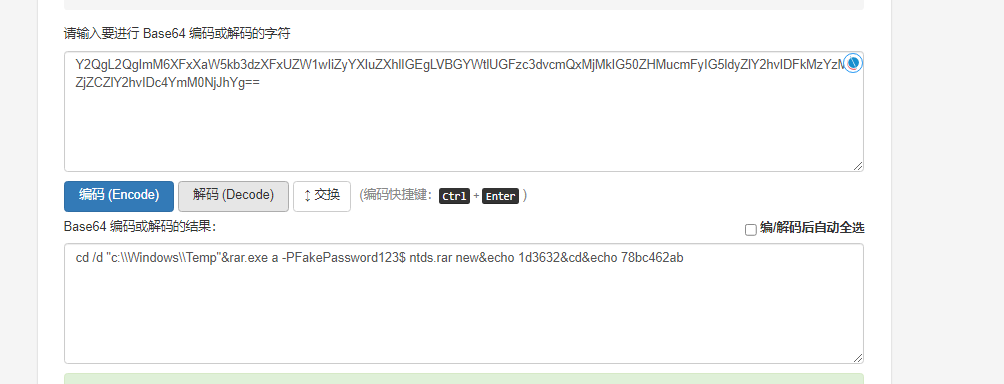 请输入要进行 Base64 编码或解码的字符
Y2QgL2QgImM6XFxXaW5kb3dzXFxUZW1wIiZyYXIuZXhlIGEgLVBGYWtlUGFzc3dvcmQxMjMkIG50ZHMucmFyIG5ldyZlY2hvIDFkMzYzM
ZjZCZlY2hvIDc4YmM0NjJhYg==
编码 (Encode) 解码 (Decode) ↕ 交换 (编码快捷键: Ctrl + Enter )
Base64 编码或解码的结果: 编/解码后自动全选
cd /d "c:\\Windows\\Temp"&rar.exe a -PFakePassword123$ ntds.rar new&echo 1d3632&cd&echo 78bc462ab